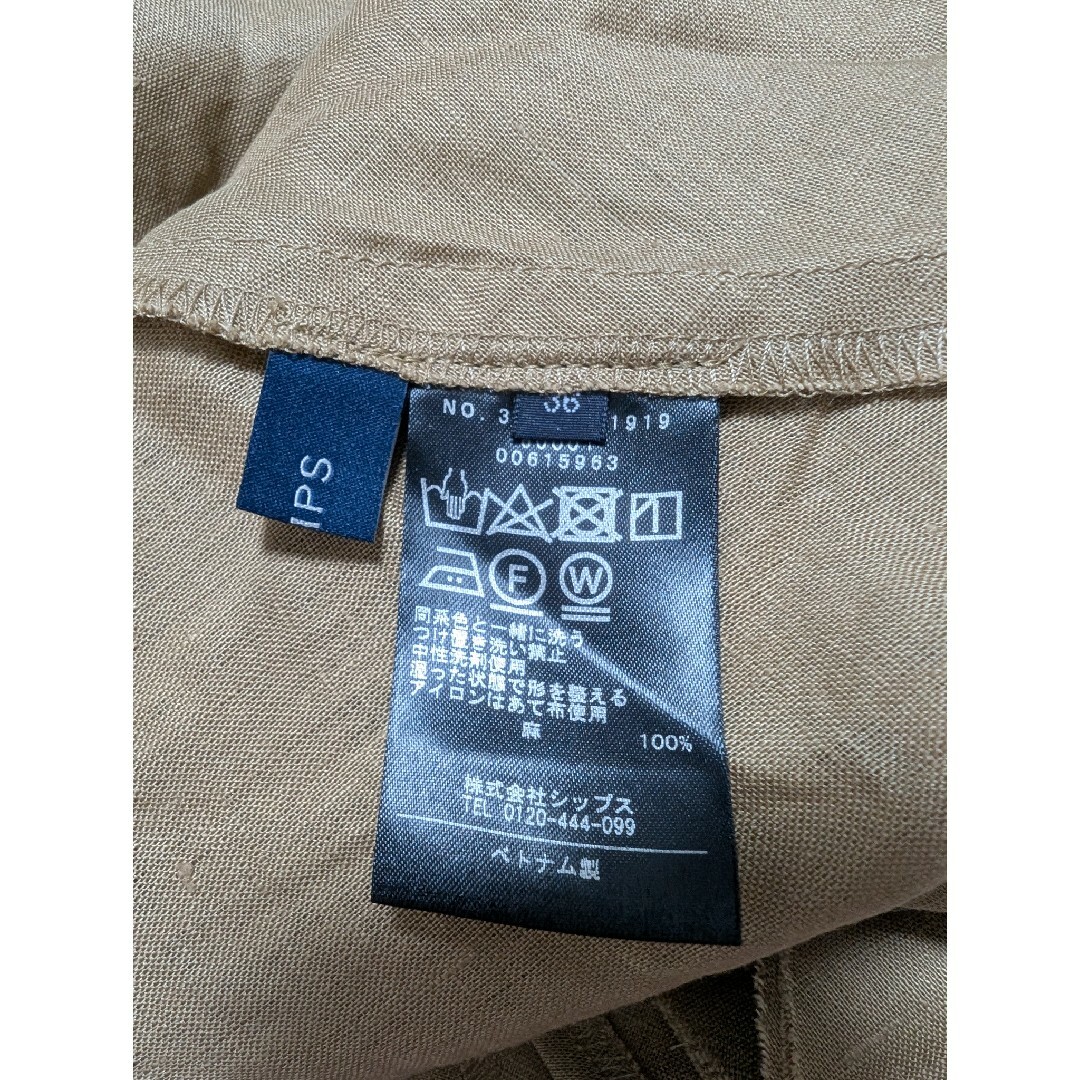 36
NO. 3 1919
00615963
F W
同系色と一緒に洗う
つけ置き洗い禁止
中性洗剤使用
湿った状態で形を整える
アイロンはあて布使用
麻 100%
株式会社シップス
TEL 0120-444-099
ベトナム製
IPS